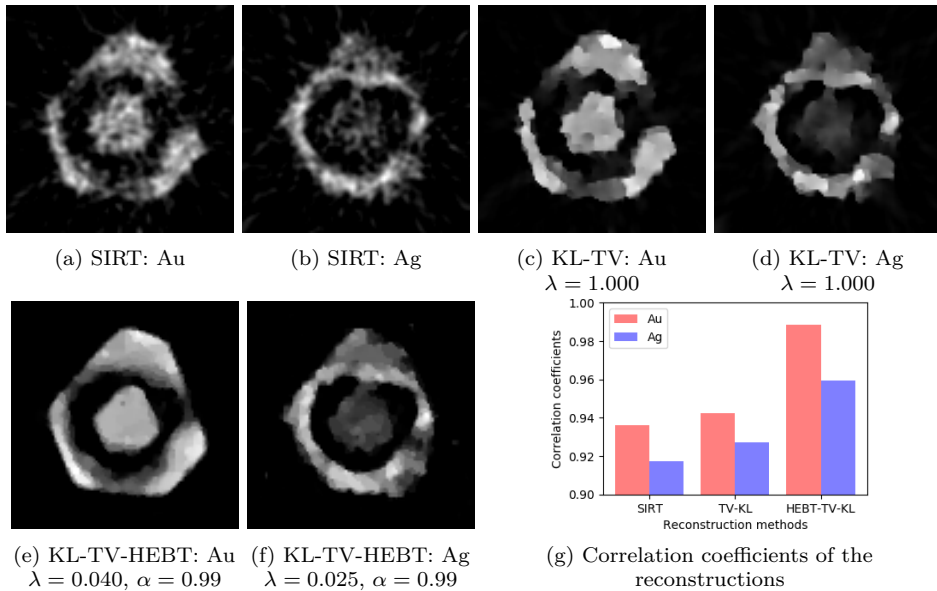 (a) SIRT: Au
(b) SIRT: Ag
(c) KL-TV: Au
λ = 1.000
(d) KL-TV: Ag
λ = 1.000
(e) KL-TV-HEBT: Au
λ = 0.040, α = 0.99
(f) KL-TV-HEBT: Ag
λ = 0.025, α = 0.99
1.00
0.98
0.96
0.94
0.92
0.90
Correlation coefficients
Au
Ag
SIRT
TV-KL
HEBT-TV-KL
Reconstruction methods
(g) Correlation coefficients of the
reconstructions